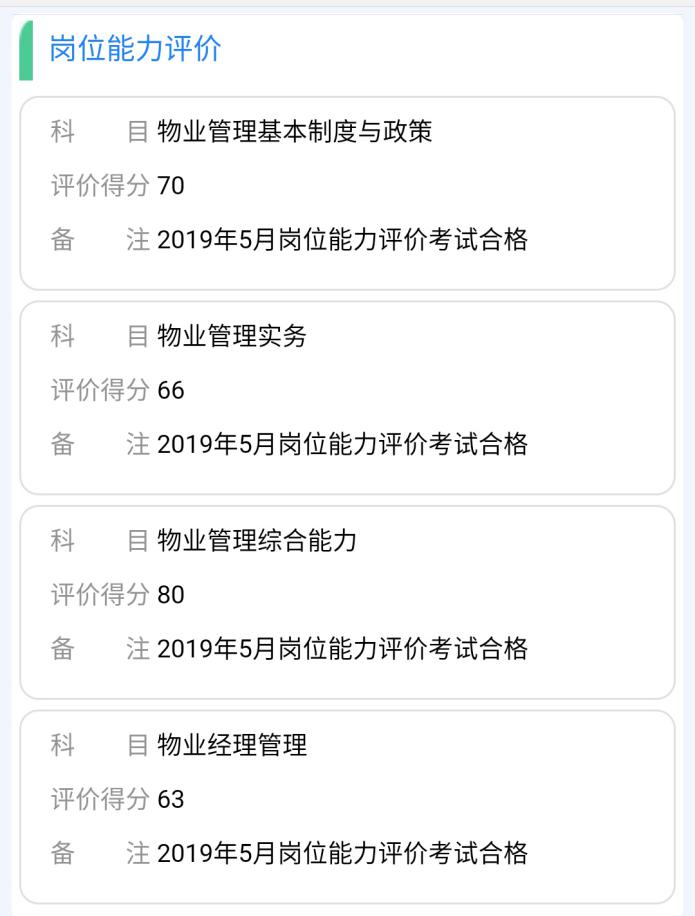 岗位能力评价
科 目 物业管理基本制度与政策
评价得分 70
备 注 2019年5月岗位能力评价考试合格
科 目 物业管理实务
评价得分 66
备 注 2019年5月岗位能力评价考试合格
科 目 物业管理综合能力
评价得分 80
备 注 2019年5月岗位能力评价考试合格
科 目 物业经理管理
评价得分 63
备 注 2019年5月岗位能力评价考试合格